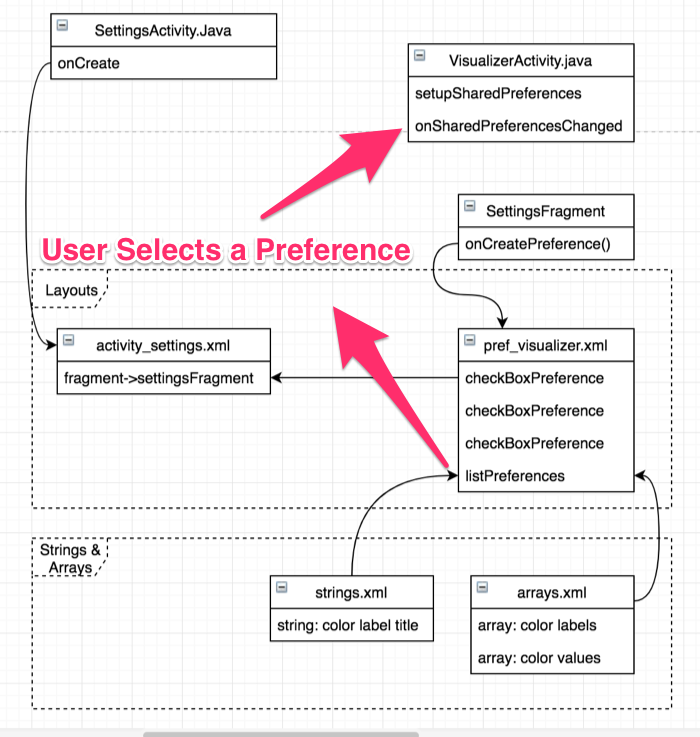 SettingsActivity.Java
onCreate
VisualizerActivity.java
setupSharedPreferences
onSharedPreferencesChanged
SettingsFragment
onCreatePreference()
User Selects a Preference
Layouts
activity_settings.xml
fragment->settingsFragment
pref_visualizer.xml
checkBoxPreference
checkBoxPreference
checkBoxPreference
listPreferences
Strings &
Arrays
strings.xml
string: color label title
arrays.xml
array: color labels
array: color values